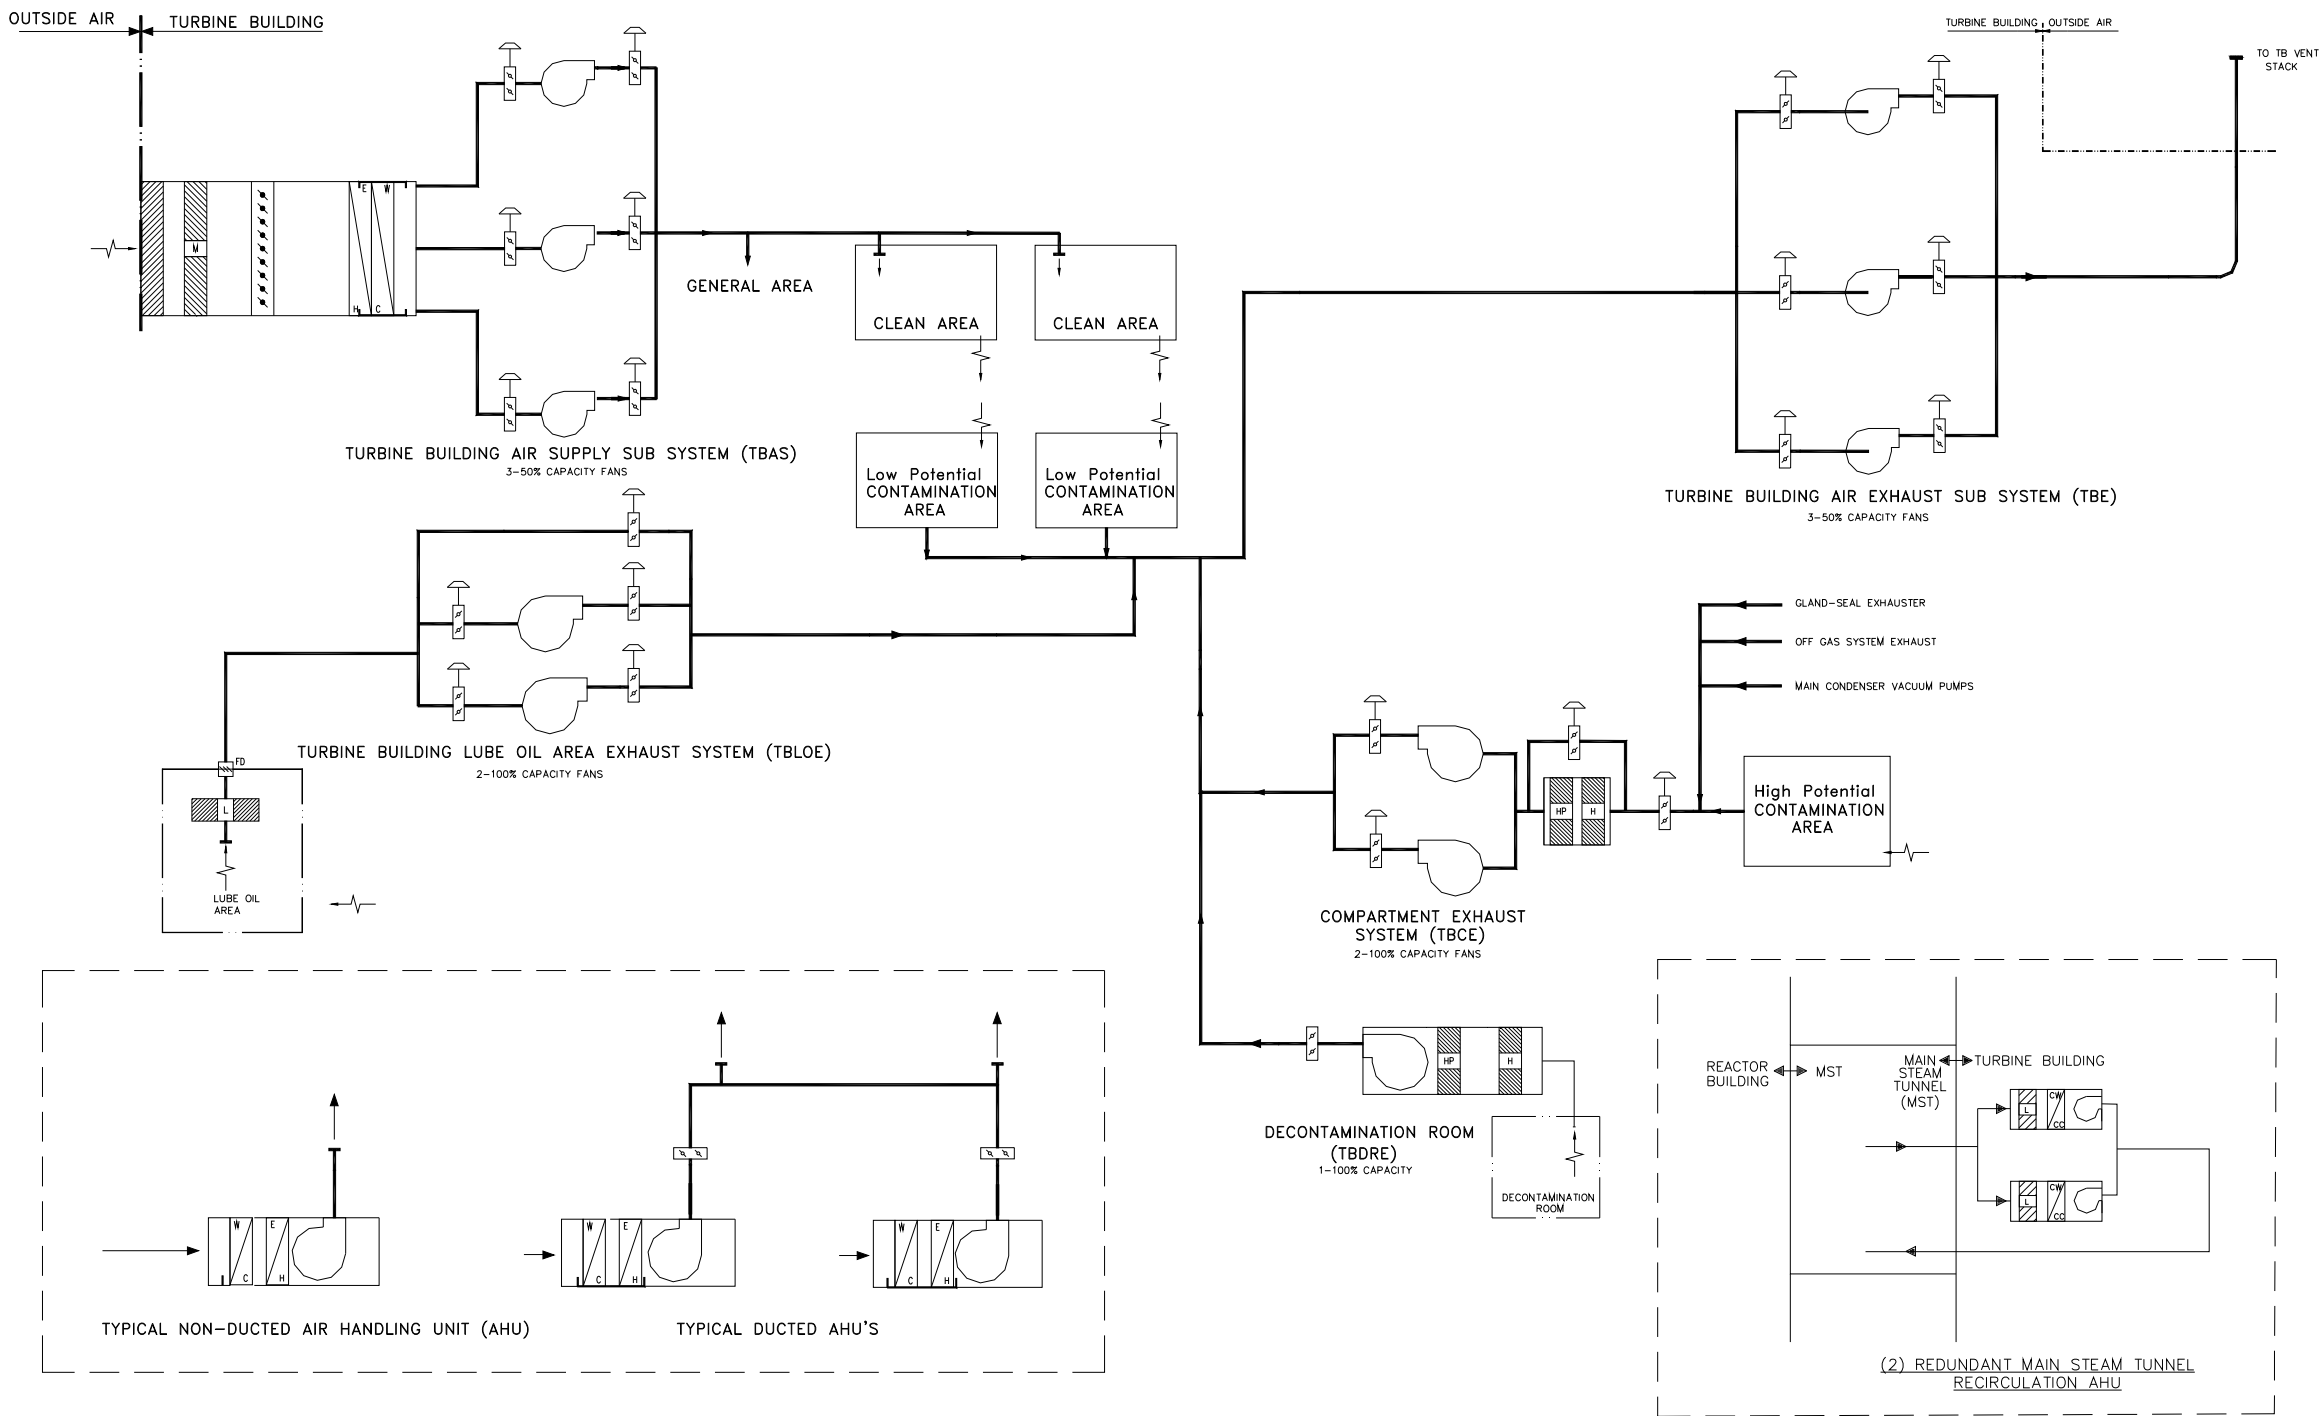 OUTSIDE AIR
TURBINE BUILDING
TURBINE BUILDING
OUTSIDE AIR
TO TB VENT
STACK
E
W
M
H
C
GENERAL AREA
CLEAN AREA
CLEAN AREA
TURBINE BUILDING AIR SUPPLY SUB SYSTEM (TBAS)
3-50% CAPACITY FANS
Low Potential
CONTAMINATION
AREA
Low Potential
CONTAMINATION
AREA
TURBINE BUILDING AIR EXHAUST SUB SYSTEM (TBE)
3-50% CAPACITY FANS
GLAND-SEAL EXHAUSTER
OFF GAS SYSTEM EXHAUST
MAIN CONDENSER VACUUM PUMPS
TURBINE BUILDING LUBE OIL AREA EXHAUST SYSTEM (TBLOE)
2-100% CAPACITY FANS
FD
L
LUBE OIL
AREA
HP
H
High Potential
CONTAMINATION
AREA
COMPARTMENT EXHAUST
SYSTEM (TBCE)
2-100% CAPACITY FANS
HP
H
DECONTAMINATION ROOM
(TBDRE)
1-100% CAPACITY
DECONTAMINATION
ROOM
W
E
C
H
W
E
C
H
W
E
C
H
TYPICAL NON-DUCTED AIR HANDLING UNIT (AHU)
TYPICAL DUCTED AHU'S
REACTOR
BUILDING
MST
MAIN
STEAM
TUNNEL
(MST)
TURBINE BUILDING
L
CW
CC
L
CW
CC
(2) REDUNDANT MAIN STEAM TUNNEL
RECIRCULATION AHU